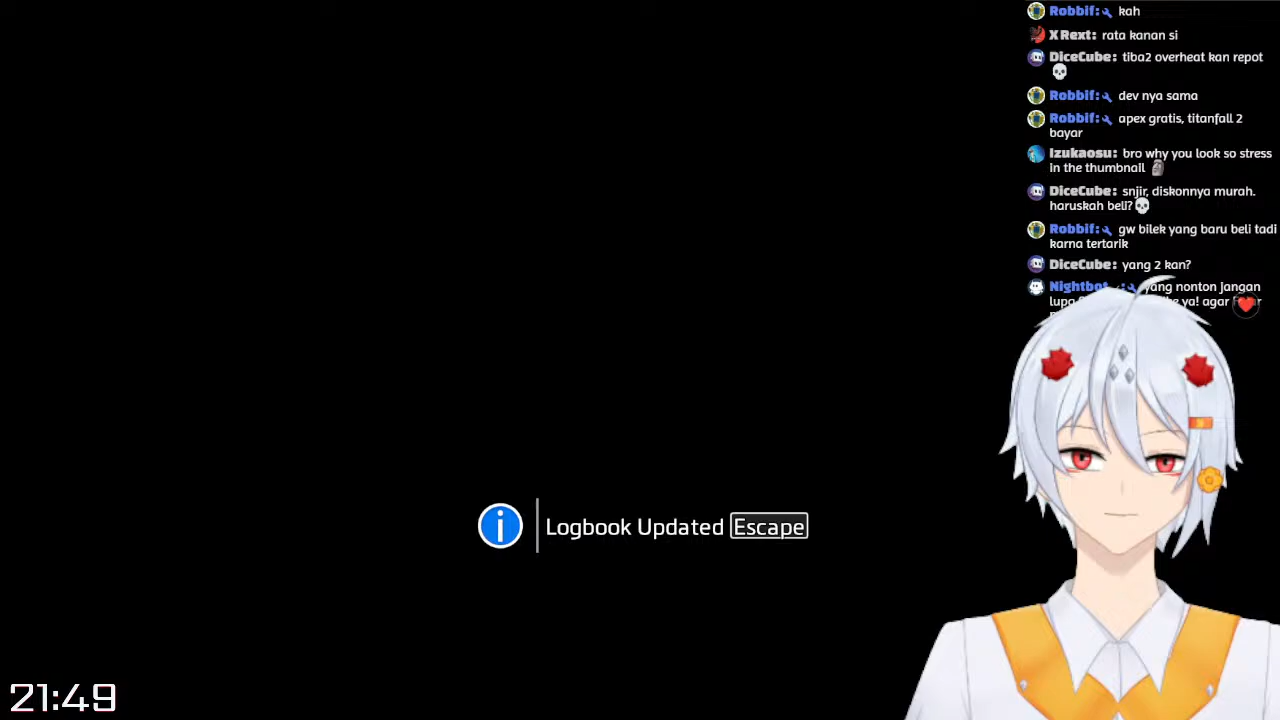 Robbif: kah
X Rext: rata kanan si
DiceCube: tiba2 overheat kan repot
Robbif: dev nya sama
Robbif: apex gratis, titanfall 2
bayar
Izukaosu: bro why you look so stress
in the thumbnail
DiceCube: snjir, diskonnya murah.
haruskah beli?
Robbif: gw bilek yang baru beli tadi
karna tertarik
DiceCube: yang 2 kan?
Nightbot : yang nonton jangan
lupa ya! agar
Logbook Updated Escape
21:49